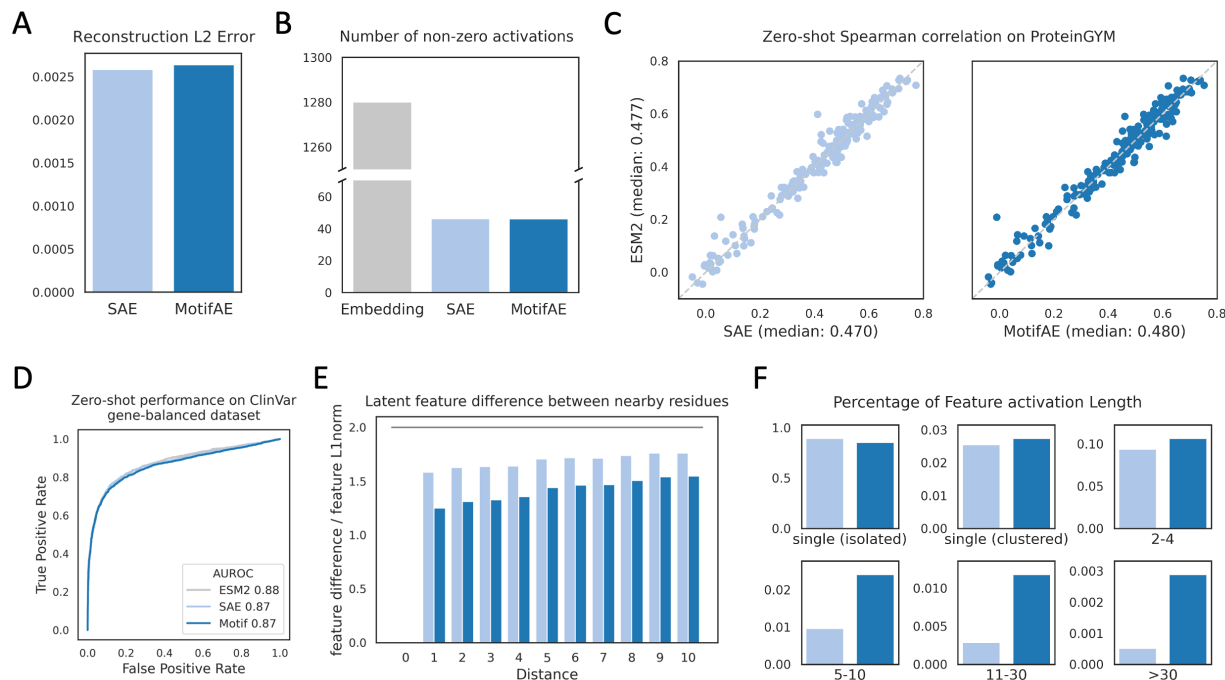 A
Reconstruction L2 Error
0.0025
0.0020
0.0015
0.0010
0.0005
0.0000
SAE MotifAE
B
Number of non-zero activations
1300
1280
1260
60
40
20
0
Embedding SAE MotifAE
C
Zero-shot Spearman correlation on ProteinGYM
ESM2 (median: 0.477)
0.8
0.6
0.4
0.2
0.0
0.0 0.2 0.4 0.6 0.8
SAE (median: 0.470)
0.0 0.2 0.4 0.6 0.8
MotifAE (median: 0.480)
D
Zero-shot performance on ClinVar
gene-balanced dataset
True Positive Rate
1.0
0.8
0.6
0.4
0.2
0.0
AUROC
ESM2 0.88
SAE 0.87
Motif 0.87
0.0 0.2 0.4 0.6 0.8 1.0
False Positive Rate
E
Latent feature difference between nearby residues
feature difference / feature L1norm
2.0
1.5
1.0
0.5
0.0
0 1 2 3 4 5 6 7 8 9 10
Distance
F
Percentage of Feature activation Length
1.0
0.5
0.0
single (isolated)
0.03
0.02
0.01
0.00
single (clustered)
0.10
0.05
0.00
2-4
0.02
0.01
0.00
5-10
0.010
0.005
0.000
11-30
0.003
0.002
0.001
0.000
>30